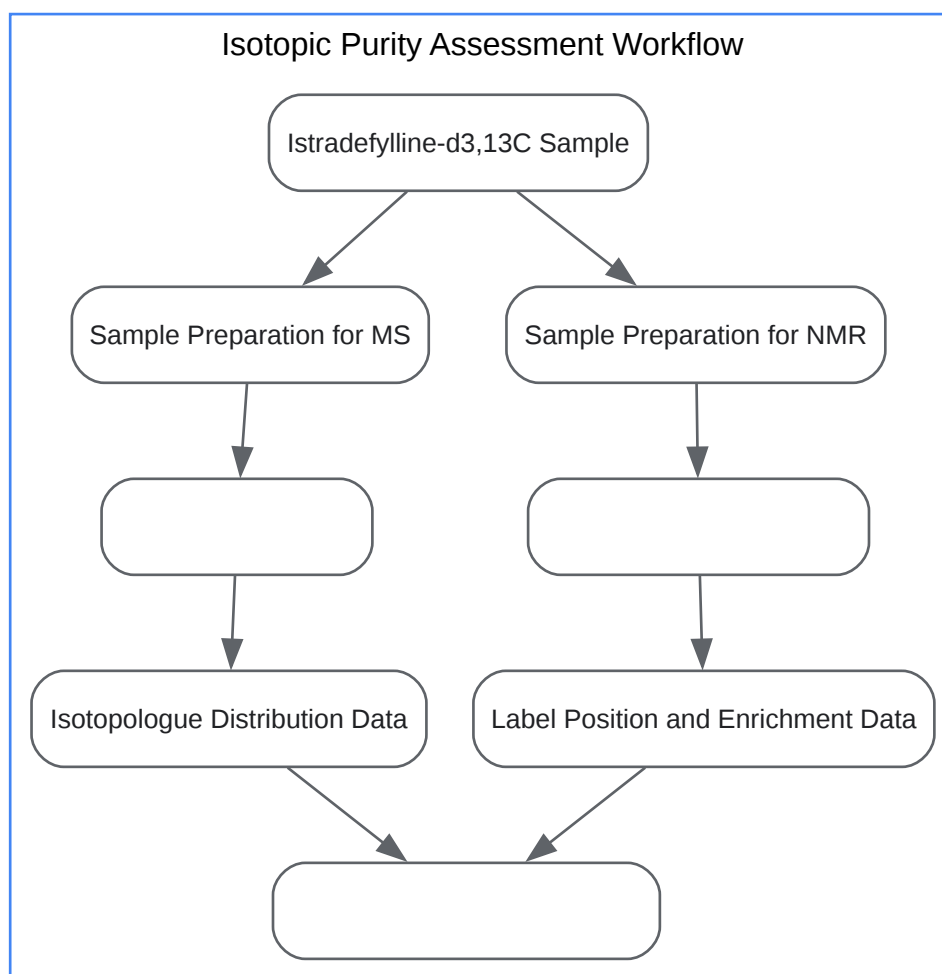 Isotopic Purity Assessment Workflow
Istradefylline-d3,13C Sample
Sample Preparation for MS
Sample Preparation for NMR
Isotopologue Distribution Data
Label Position and Enrichment Data